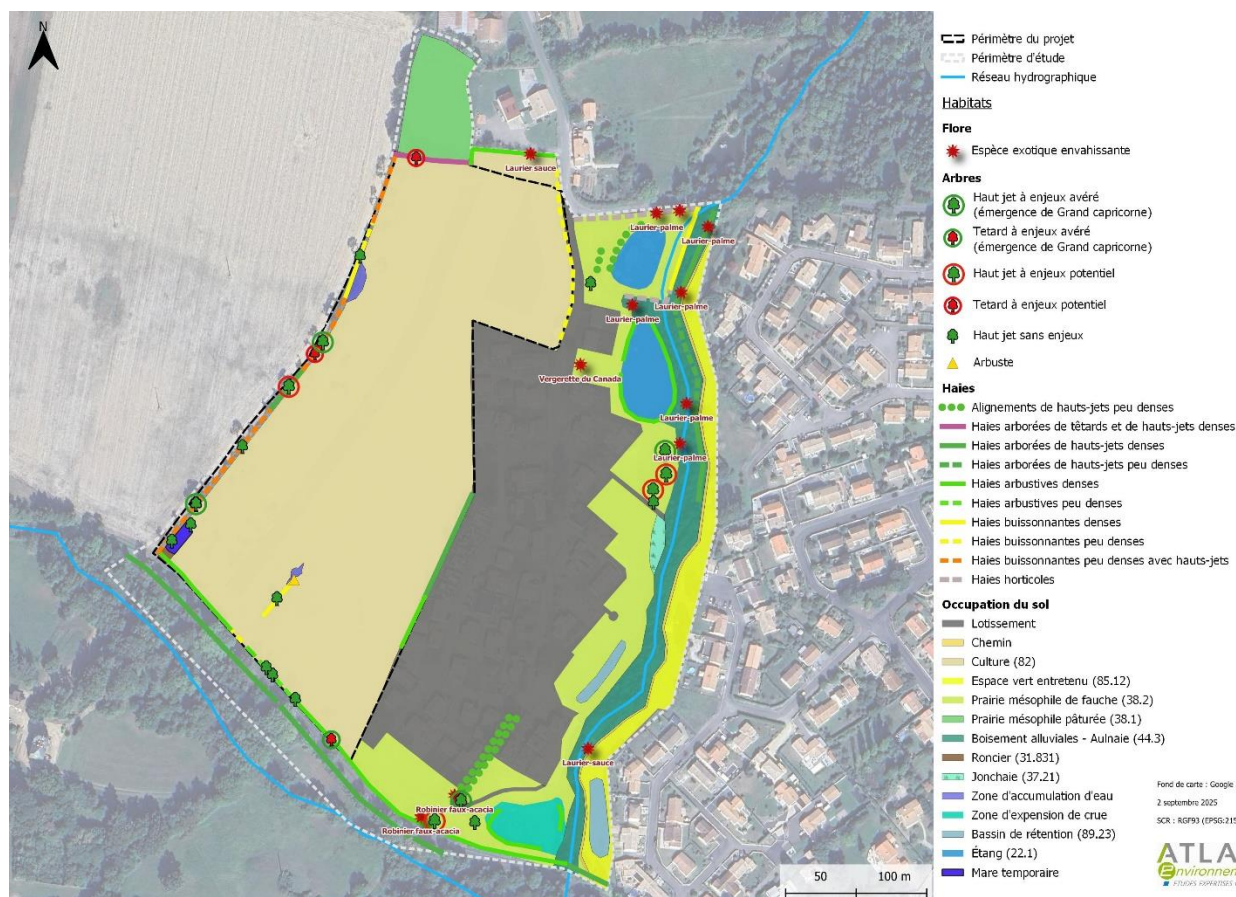 N
Laurier sauce
Laurier-palme
Laurier-palme
Laurier-palme
Laurier-palme
Vergerette du Canada
Laurier-palme
Laurier-palme
Laurier-sauce
Robinier faux-acacia
Robinier faux-acacia
50 100 m
Périmètre du projet
Périmètre d'étude
Réseau hydrographique
Habitats
Flore
Espèce exotique envahissante
Arbres
Haut jet à enjeux avéré
(émergence de Grand capricorne)
Tetard à enjeux avéré
(émergence de Grand capricorne)
Haut jet à enjeux potentiel
Tetard à enjeux potentiel
Haut jet sans enjeux
Arbuste
Haies
Alignements de hauts-jets peu denses
Haies arborées de têtards et de hauts-jets denses
Haies arborées de hauts-jets denses
Haies arborées de hauts-jets peu denses
Haies arbustives denses
Haies arbustives peu denses
Haies buissonnantes denses
Haies buissonnantes peu denses
Haies buissonnantes peu denses avec hauts-jets
Haies horticoles
Occupation du sol
Lotissement
Chemin
Culture (82)
Espace vert entretenu (85.12)
Prairie mésophile de fauche (38.2)
Prairie mésophile pâturée (38.1)
Boisement alluviales - Aulnaie (44.3)
Roncier (31.831)
Jonchaie (37.21)
Zone d'accumulation d'eau
Zone d'expension de crue
Bassin de rétention (89.23)
Étang (22.1)
Mare temporaire
Fond de carte : Google
2 septembre 2025
SCR : RGF93 (EPSG:215
ATLA
Environnem
ETUDES EXPERTISES